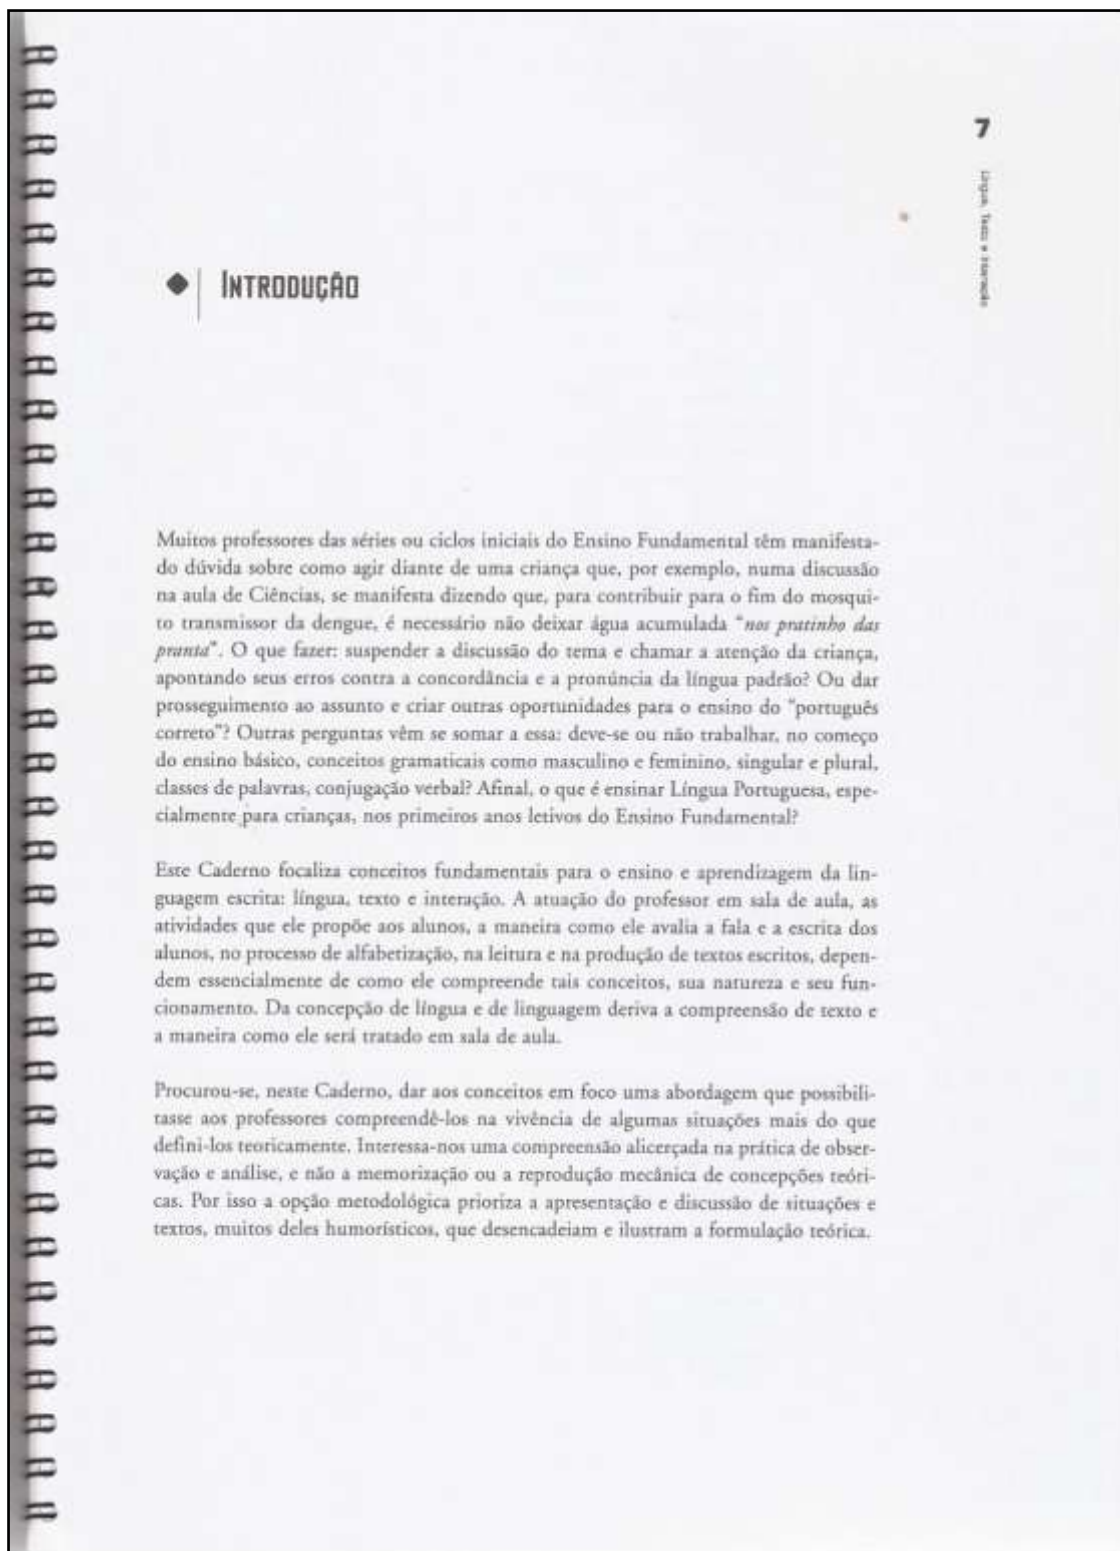 7
Língua, Texto e Interação
INTRODUÇÃO
Muitos professores das séries ou ciclos iniciais do Ensino Fundamental têm manifesta-
do dúvida sobre como agir diante de uma criança que, por exemplo, numa discussão
na aula de Ciências, se manifesta dizendo que, para contribuir para o fim do mosqui-
to transmissor da dengue, é necessário não deixar água acumulada "nos pratinho das
pranta". O que fazer: suspender a discussão do tema e chamar a atenção da criança,
apontando seus erros contra a concordância e a pronúncia da língua padrão? Ou dar
prosseguimento ao assunto e criar outras oportunidades para o ensino do "português
correto"? Outras perguntas vêm se somar a essa: deve-se ou não trabalhar, no começo
do ensino básico, conceitos gramaticais como masculino e feminino, singular e plural,
classes de palavras, conjugação verbal? Afinal, o que é ensinar Língua Portuguesa, espe-
cialmente para crianças, nos primeiros anos letivos do Ensino Fundamental?
Este Caderno focaliza conceitos fundamentais para o ensino e aprendizagem da lin-
guagem escrita: língua, texto e interação. A atuação do professor em sala de aula, as
atividades que ele propõe aos alunos, a maneira como ele avalia a fala e a escrita dos
alunos, no processo de alfabetização, na leitura e na produção de textos escritos, depen-
dem essencialmente de como ele compreende tais conceitos, sua natureza e seu fun-
cionamento. Da concepção de língua e de linguagem deriva a compreensão de texto e
a maneira como ele será tratado em sala de aula.
Procurou-se, neste Caderno, dar aos conceitos em foco uma abordagem que possibili-
tasse aos professores compreendê-los na vivência de algumas situações mais do que
defini-los teoricamente. Interessa-nos uma compreensão alicerçada na prática de obser-
vação e análise, e não a memorização ou a reprodução mecânica de concepções teóri-
cas. Por isso a opção metodológica prioriza a apresentação e discussão de situações e
textos, muitos deles humorísticos, que desencadeiam e ilustram a formulação teórica.